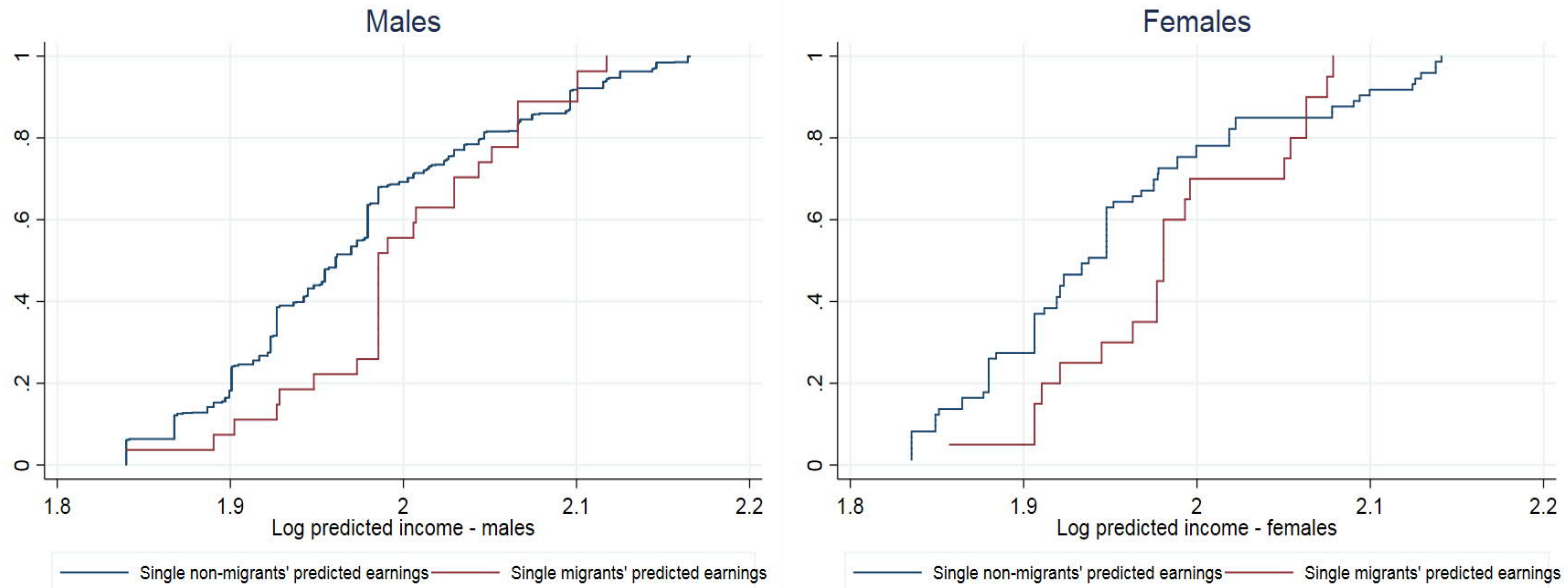 Males
1
.8
.6
.4
.2
0
1.8 1.9 2 2.1 2.2
Log predicted income - males
Single non-migrants' predicted earnings Single migrants' predicted earnings
Females
1
.8
.6
.4
.2
0
1.8 1.9 2 2.1 2.2
Log predicted income - females
Single non-migrants' predicted earnings Single migrants' predicted earnings